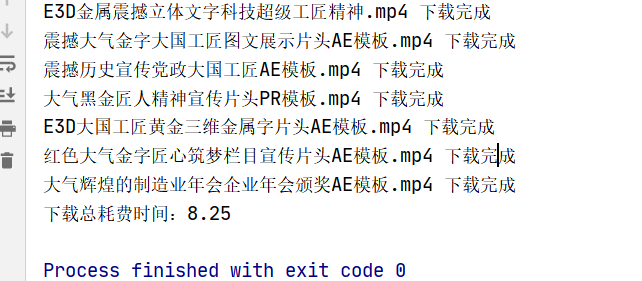 E3D金属震撼立体文字科技超级工匠精神.mp4 下载完成
震撼大气金字大国工匠图文展示片头AE模板.mp4 下载完成
震撼历史宣传党政大国工匠AE模板.mp4 下载完成
大气黑金匠人精神宣传片头PR模板.mp4 下载完成
E3D大国工匠黄金三维金属字片头AE模板.mp4 下载完成
红色大气金字匠心筑梦栏目宣传片头AE模板.mp4 下载完成
大气辉煌的制造业年会企业年会颁奖AE模板.mp4 下载完成
下载总耗费时间：8.25
Process finished with exit code 0